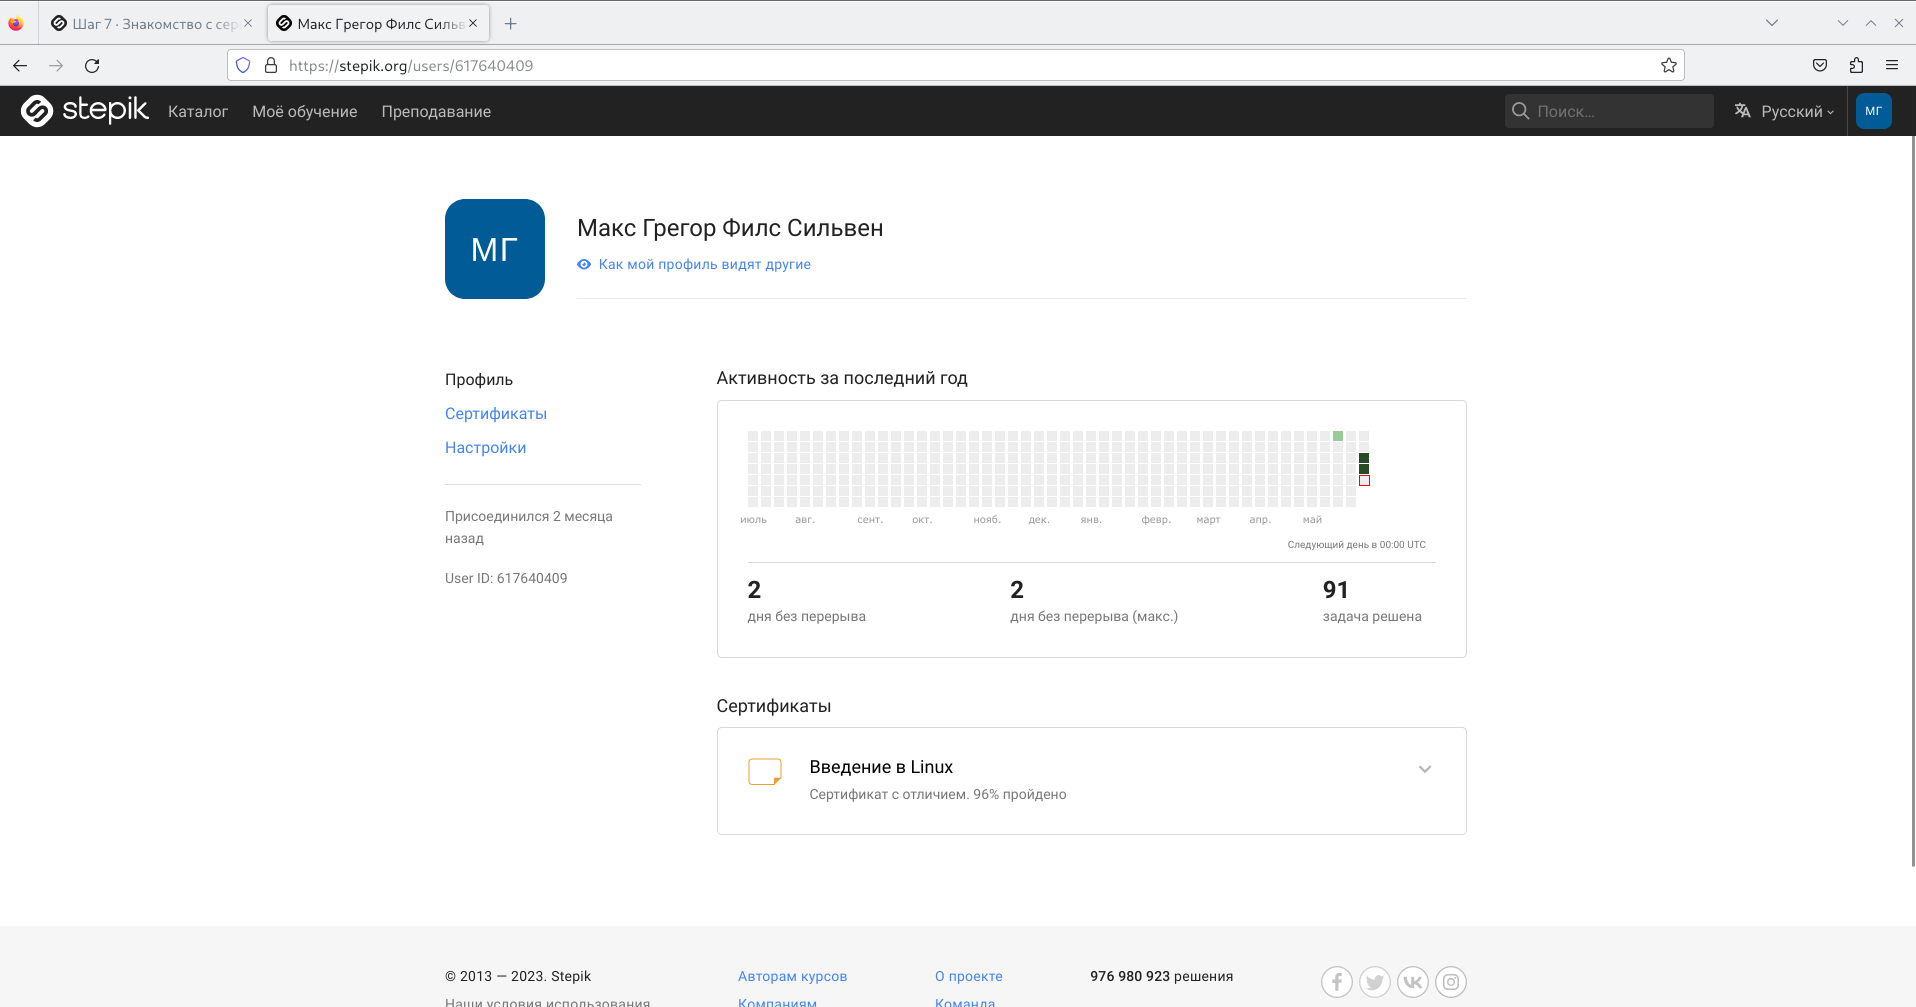 Шаг 7 · Знакомство с сер
Макс Грегор Филс Сильв
https://stepik.org/users/617640409
stepik Каталог Моё обучение Преподавание Поиск... Русский МГ
МГ
Макс Грегор Филс Сильвен
Как мой профиль видят другие
Профиль
Сертификаты
Настройки
Присоединился 2 месяца
назад
User ID: 617640409
Активность за последний год
июль авг. сент. окт. нояб. дек. янв. февр. март апр. май
Следующий день в 00:00 UTC
2 2 91
дня без перерыва дня без перерыва (макс.) задача решена
Сертификаты
Введение в Linux
Сертификат с отличием. 96% пройдено
© 2013 — 2023. Stepik Авторам курсов О проекте 976 980 923 решения
Наши условия использования Компаниям Команда